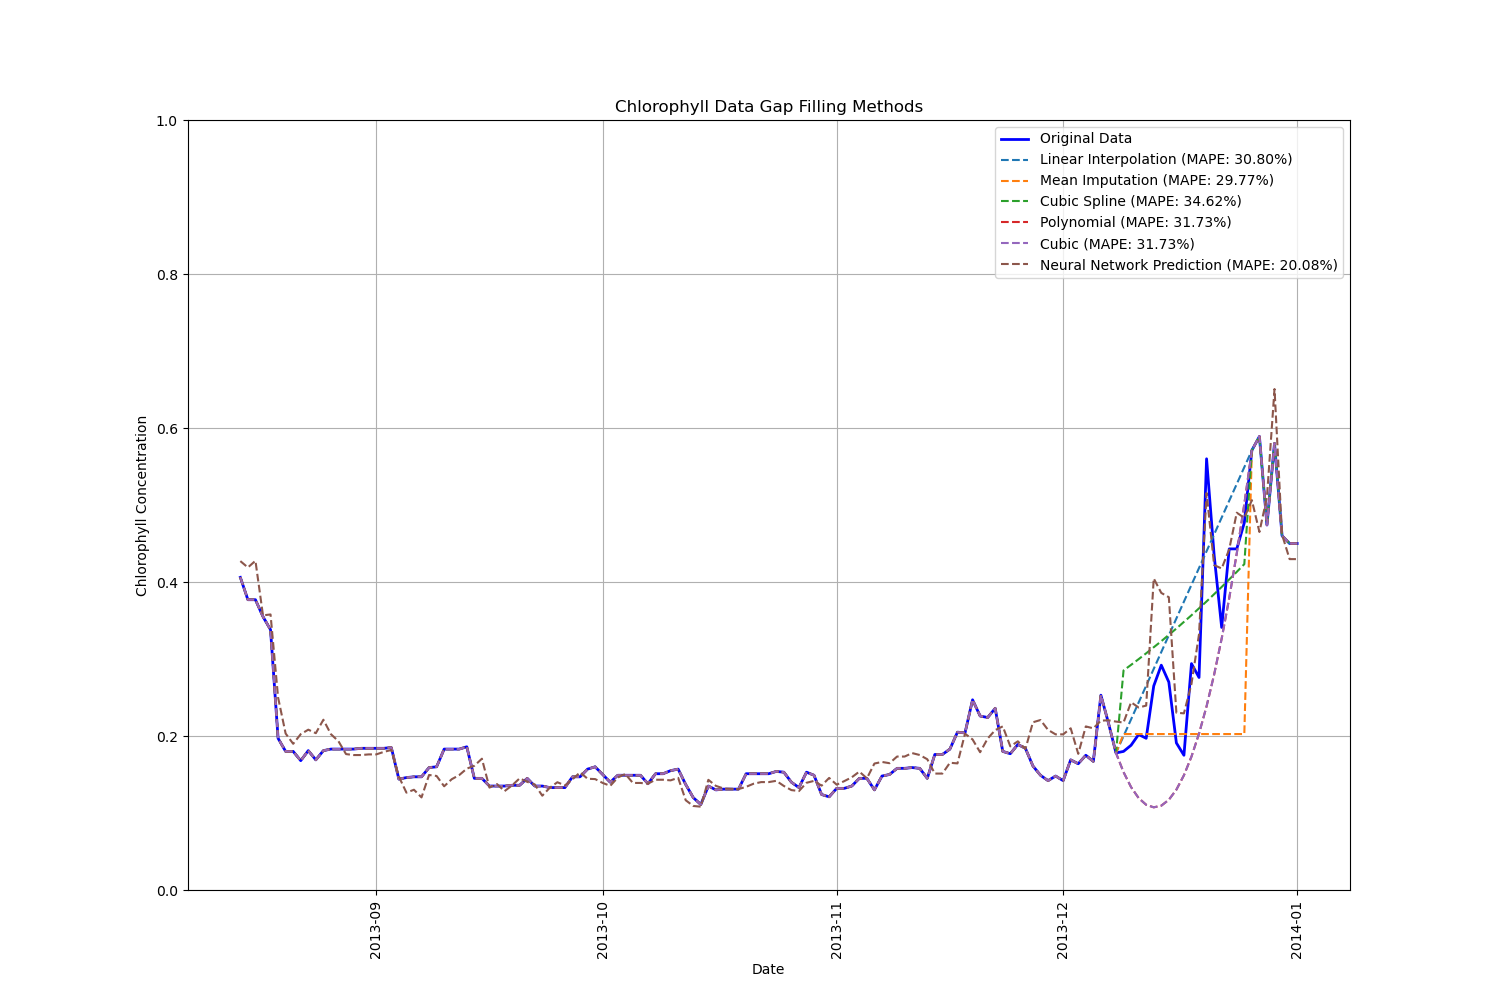 Chlorophyll Data Gap Filling Methods
1.0
0.8
0.6
0.4
0.2
0.0
Chlorophyll Concentration
Original Data
Linear Interpolation (MAPE: 30.80%)
Mean Imputation (MAPE: 29.77%)
Cubic Spline (MAPE: 34.62%)
Polynomial (MAPE: 31.73%)
Cubic (MAPE: 31.73%)
Neural Network Prediction (MAPE: 20.08%)
2013-09
2013-10
2013-11
2013-12
2014-01
Date